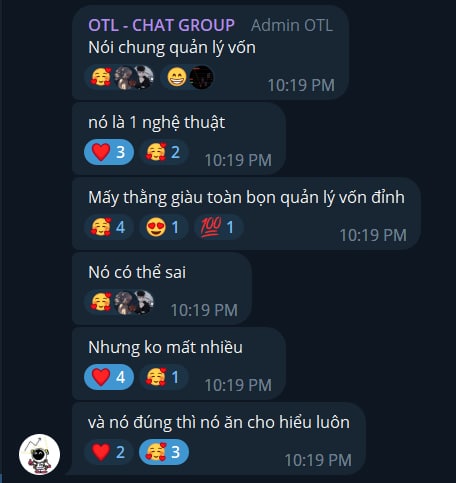 OTL - CHAT GROUP Admin OTL
Nói chung quản lý vốn
10:19 PM
nó là 1 nghệ thuật
3 2 10:19 PM
Mấy thằng giàu toàn bọn quản lý vốn đỉnh
4 1 100 1 10:19 PM
Nó có thể sai
10:19 PM
Nhưng ko mất nhiều
4 1 10:19 PM
và nó đúng thì nó ăn cho hiểu luôn
2 3 10:19 PM